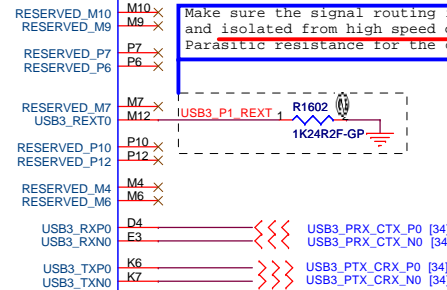 RESERVED_M10 M10
RESERVED_M9 M9
Make sure the signal routing
and isolated from high speed
Parasitic resistance for the
RESERVED_P7 P7
RESERVED_P6 P6
RESERVED_M7 M7
USB3_REXT0 M12 USB3_P1_REXT 1 R1602
1K24R2F-GP
RESERVED_P10 P10
RESERVED_P12 P12
RESERVED_M4 M4
RESERVED_M6 M6
USB3_RXP0 D4 USB3_PRX_CTX_P0 [34]
USB3_RXN0 E3 USB3_PRX_CTX_N0 [34]
USB3_TXP0 K6 USB3_PTX_CRX_P0 [34]
USB3_TXN0 K7 USB3_PTX_CRX_N0 [34]